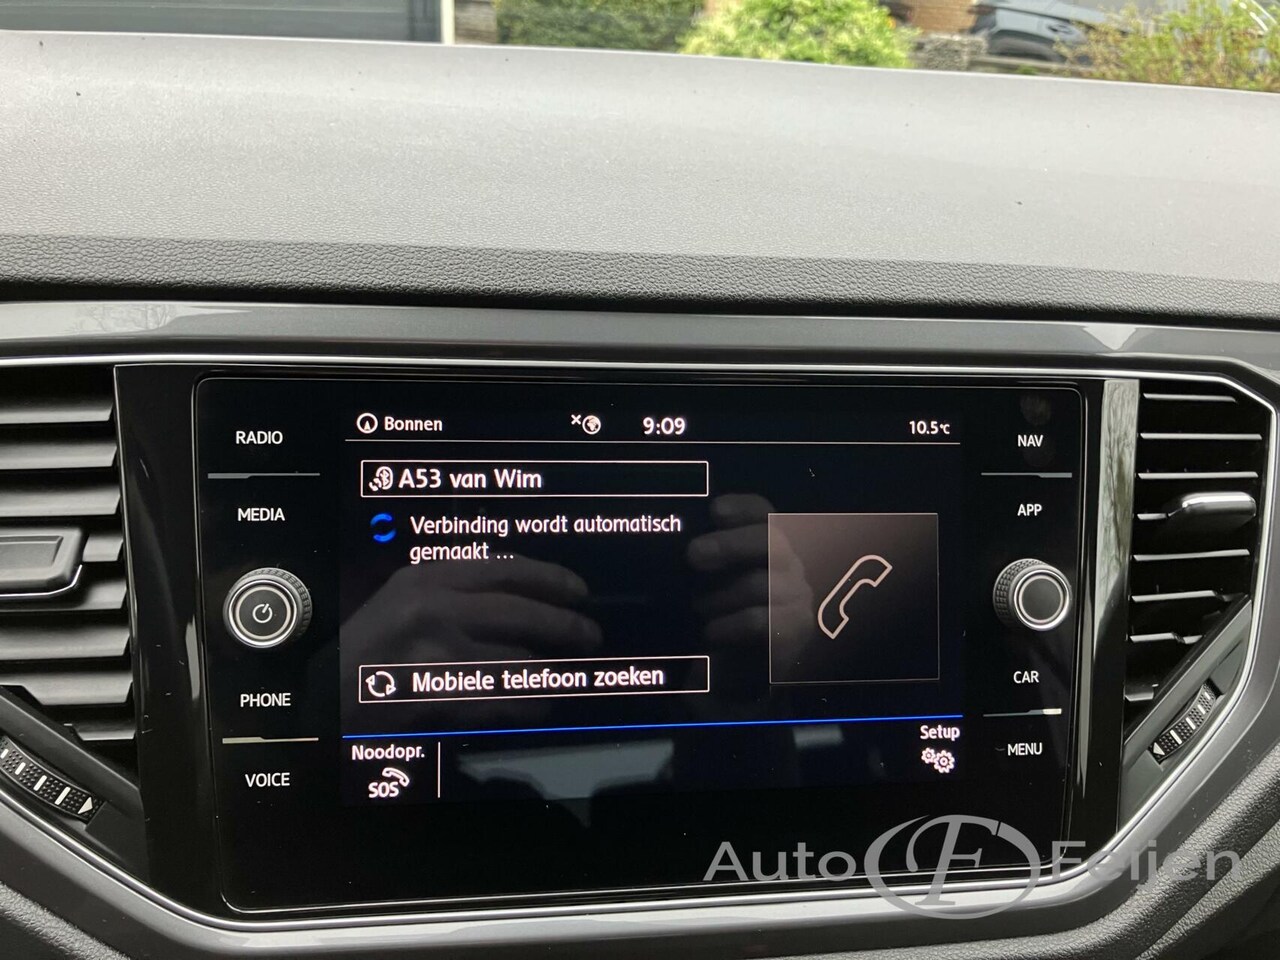 RADIO
MEDIA
PHONE
VOICE
Bonnen
9:09
10.5°C
A53 van Wim
Verbinding wordt automatisch
gemaakt ...
Mobiele telefoon zoeken
Noodopr.
SOS
Setup
NAV
APP
CAR
MENU
Auto F Feijen